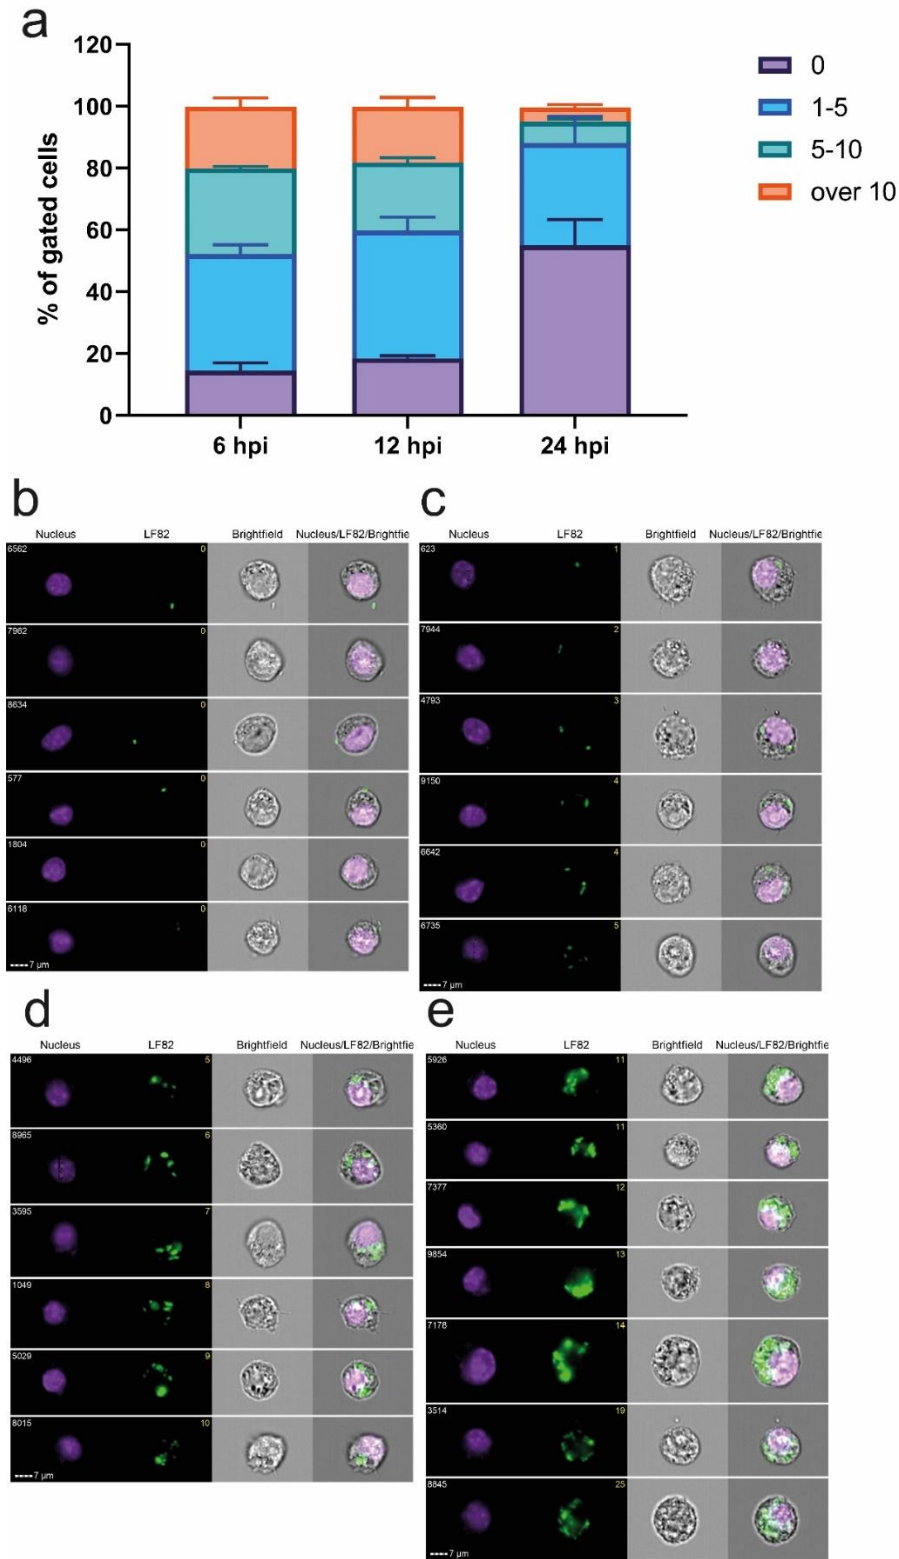 a
120
100
80
60
40
20
0
% of gated cells
6 hpi
12 hpi
24 hpi
0
1-5
5-10
over 10
b
Nucleus LF82 Brightfield Nucleus/LF82/Brightfie
6562 0
7962 0
8634 0
577 0
1804 0
6118 0
7 µm
c
Nucleus LF82 Brightfield Nucleus/LF82/Brightfie
623 1
7944 2
4793 3
9150 4
6642 4
6735 5
7 µm
d
Nucleus LF82 Brightfield Nucleus/LF82/Brightfie
4496 5
8965 6
3595 7
1049 8
5029 9
8015 10
7 µm
e
Nucleus LF82 Brightfield Nucleus/LF82/Brightfie
5926 11
5360 11
7377 12
9854 13
7178 14
3514 19
8845 25
7 µm